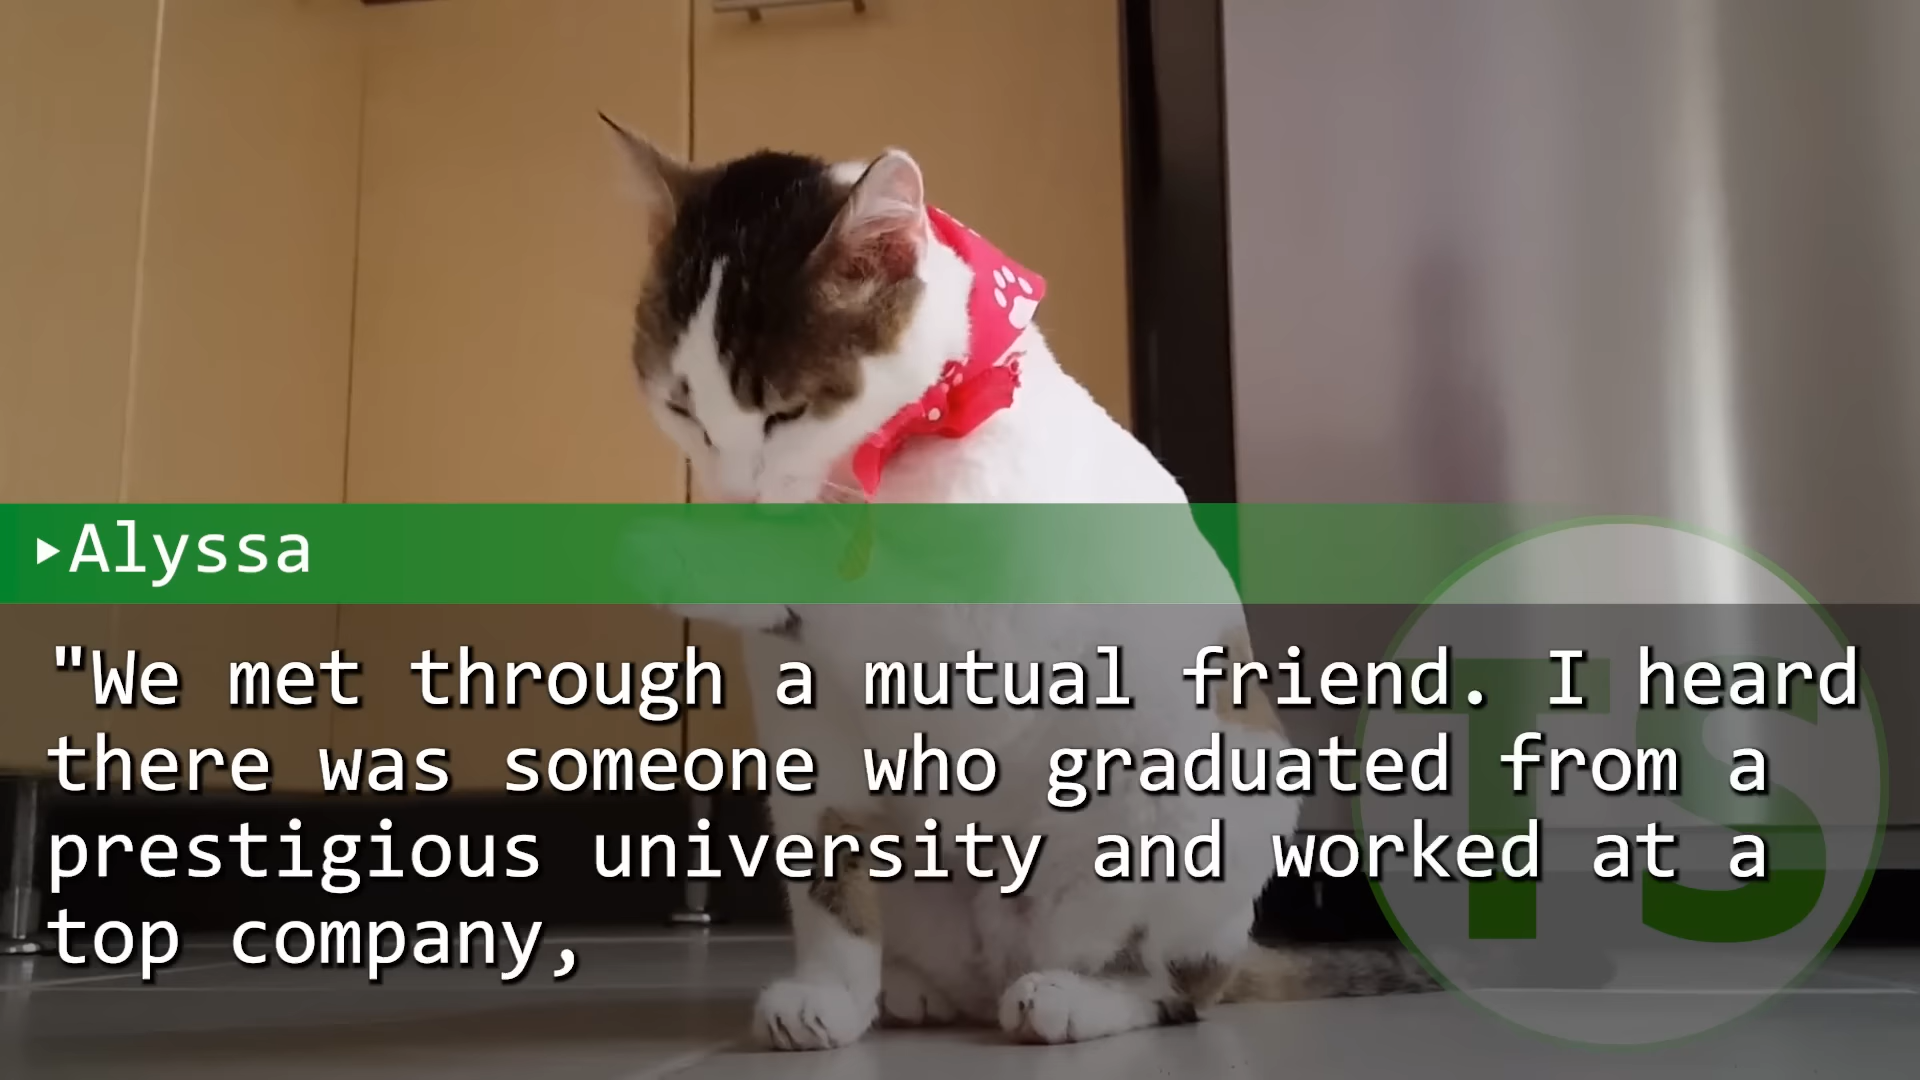 ▶Alyssa
"We met through a mutual friend. I heard
there was someone who graduated from a
prestigious university and worked at a
top company,
TS